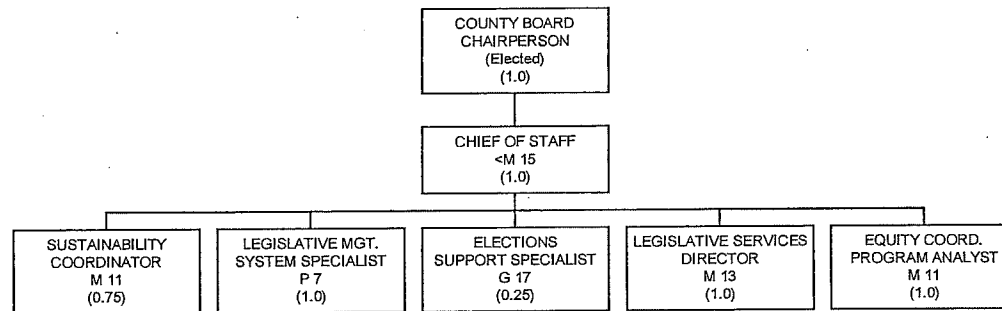 COUNTY BOARD
CHAIRPERSON
(Elected)
(1.0)
CHIEF OF STAFF
<M 15
(1.0)
SUSTAINABILITY
COORDINATOR
M 11
(0.75)
LEGISLATIVE MGT.
SYSTEM SPECIALIST
P 7
(1.0)
ELECTIONS
SUPPORT SPECIALIST
G 17
(0.25)
LEGISLATIVE SERVICES
DIRECTOR
M 13
(1.0)
EQUITY COORD.
PROGRAM ANALYST
M 11
(1.0)